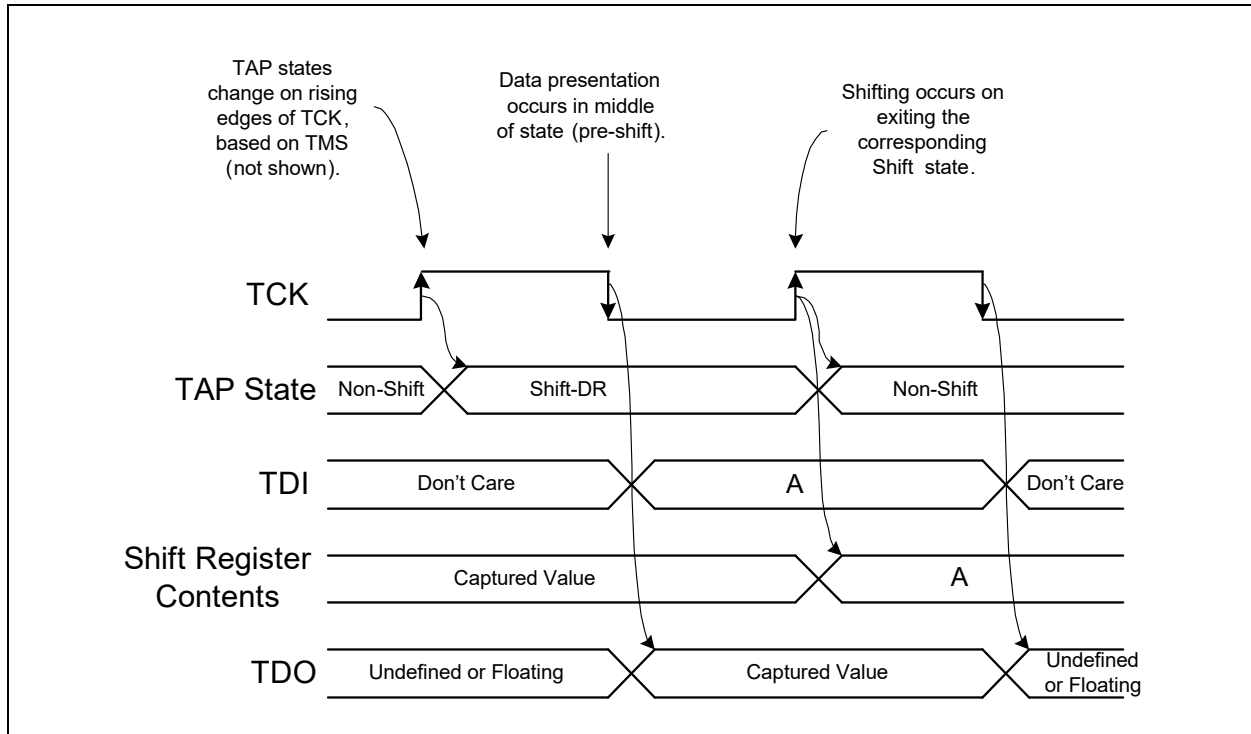 TAP states
change on rising
edges of TCK,
based on TMS
(not shown).
Data presentation
occurs in middle
of state (pre-shift).
Shifting occurs on
exiting the
corresponding
Shift state.
TCK
TAP State
Non-Shift
Shift-DR
Non-Shift
TDI
Don't Care
A
Don't Care
Shift Register
Contents
Captured Value
A
TDO
Undefined or Floating
Captured Value
Undefined
or Floating